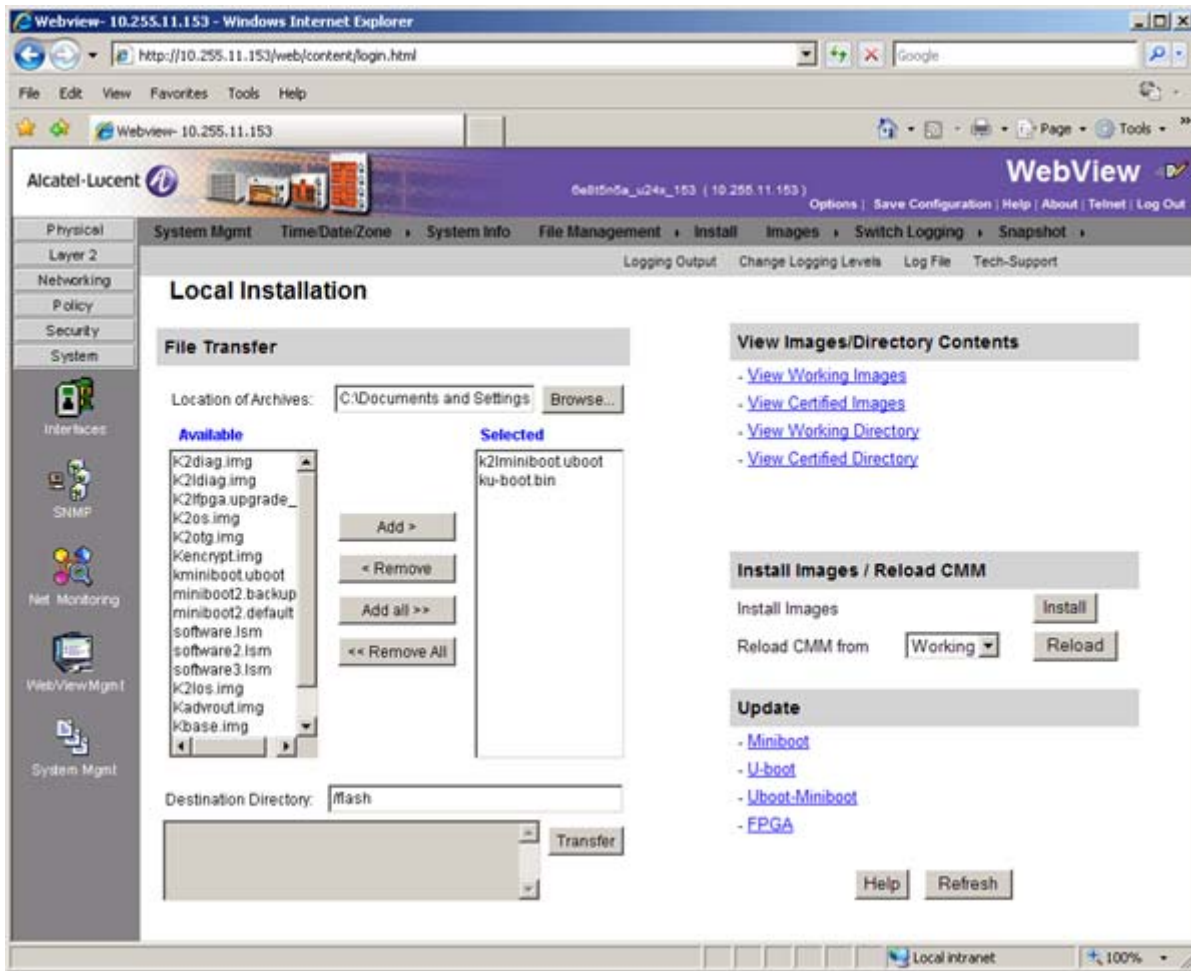 Webview- 10.255.11.153 - Windows Internet Explorer
http://10.255.11.153/web/content/login.html
Google
File Edit View Favorites Tools Help
Webview- 10.255.11.153
Page Tools
Alcatel-Lucent
(10.255.11.153)
WebView
Options | Save Configuration | Help | About | Telnet | Log Out
Physical
Layer 2
Networking
Policy
Security
System
Interfaces
SNMP
Net Monitoring
WebViewMgmt
System Mgmt
System Mgmt Time/Date/Zone System Info File Management Install Images Switch Logging Snapshot
Logging Output Change Logging Levels Log File Tech-Support
Local Installation
File Transfer
Location of Archives: C:\Documents and Settings Browse...
Available
K2diag.img
K2ldiag.img
K2lfpga.upgrade_
K2os.img
K2otg.img
Kencrypt.img
kminiboot.uboot
miniboot2.backup
miniboot2.default
software.lsm
software2.lsm
software3.lsm
K2los.img
Kadvrout.img
Kbase.img
Add >
< Remove
Add all >>
<< Remove All
Selected
k2lminiboot.uboot
ku-boot.bin
Destination Directory: /flash
Transfer
View Images/Directory Contents
- View Working Images
- View Certified Images
- View Working Directory
- View Certified Directory
Install Images / Reload CMM
Install Images Install
Reload CMM from Working Reload
Update
- Miniboot
- U-boot
- Uboot-Miniboot
- FPGA
Help Refresh
Local intranet 100%